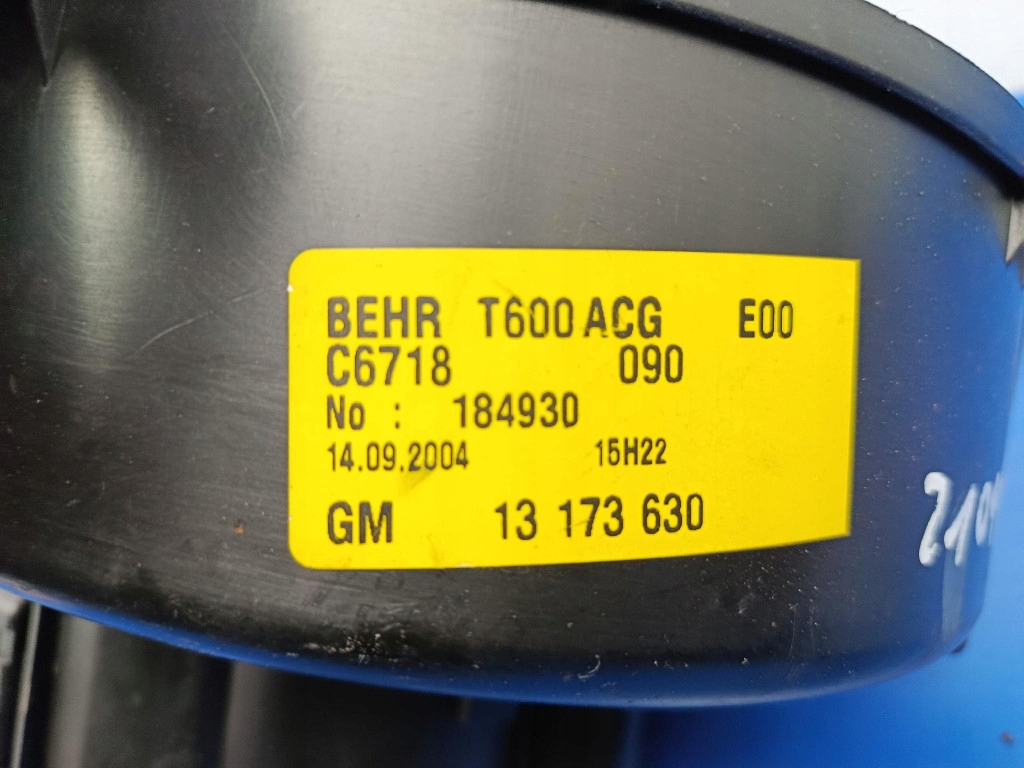 BEHR T600 ACG E00
C6718 090
No : 184930
14.09.2004 15H22
GM 13 173 630